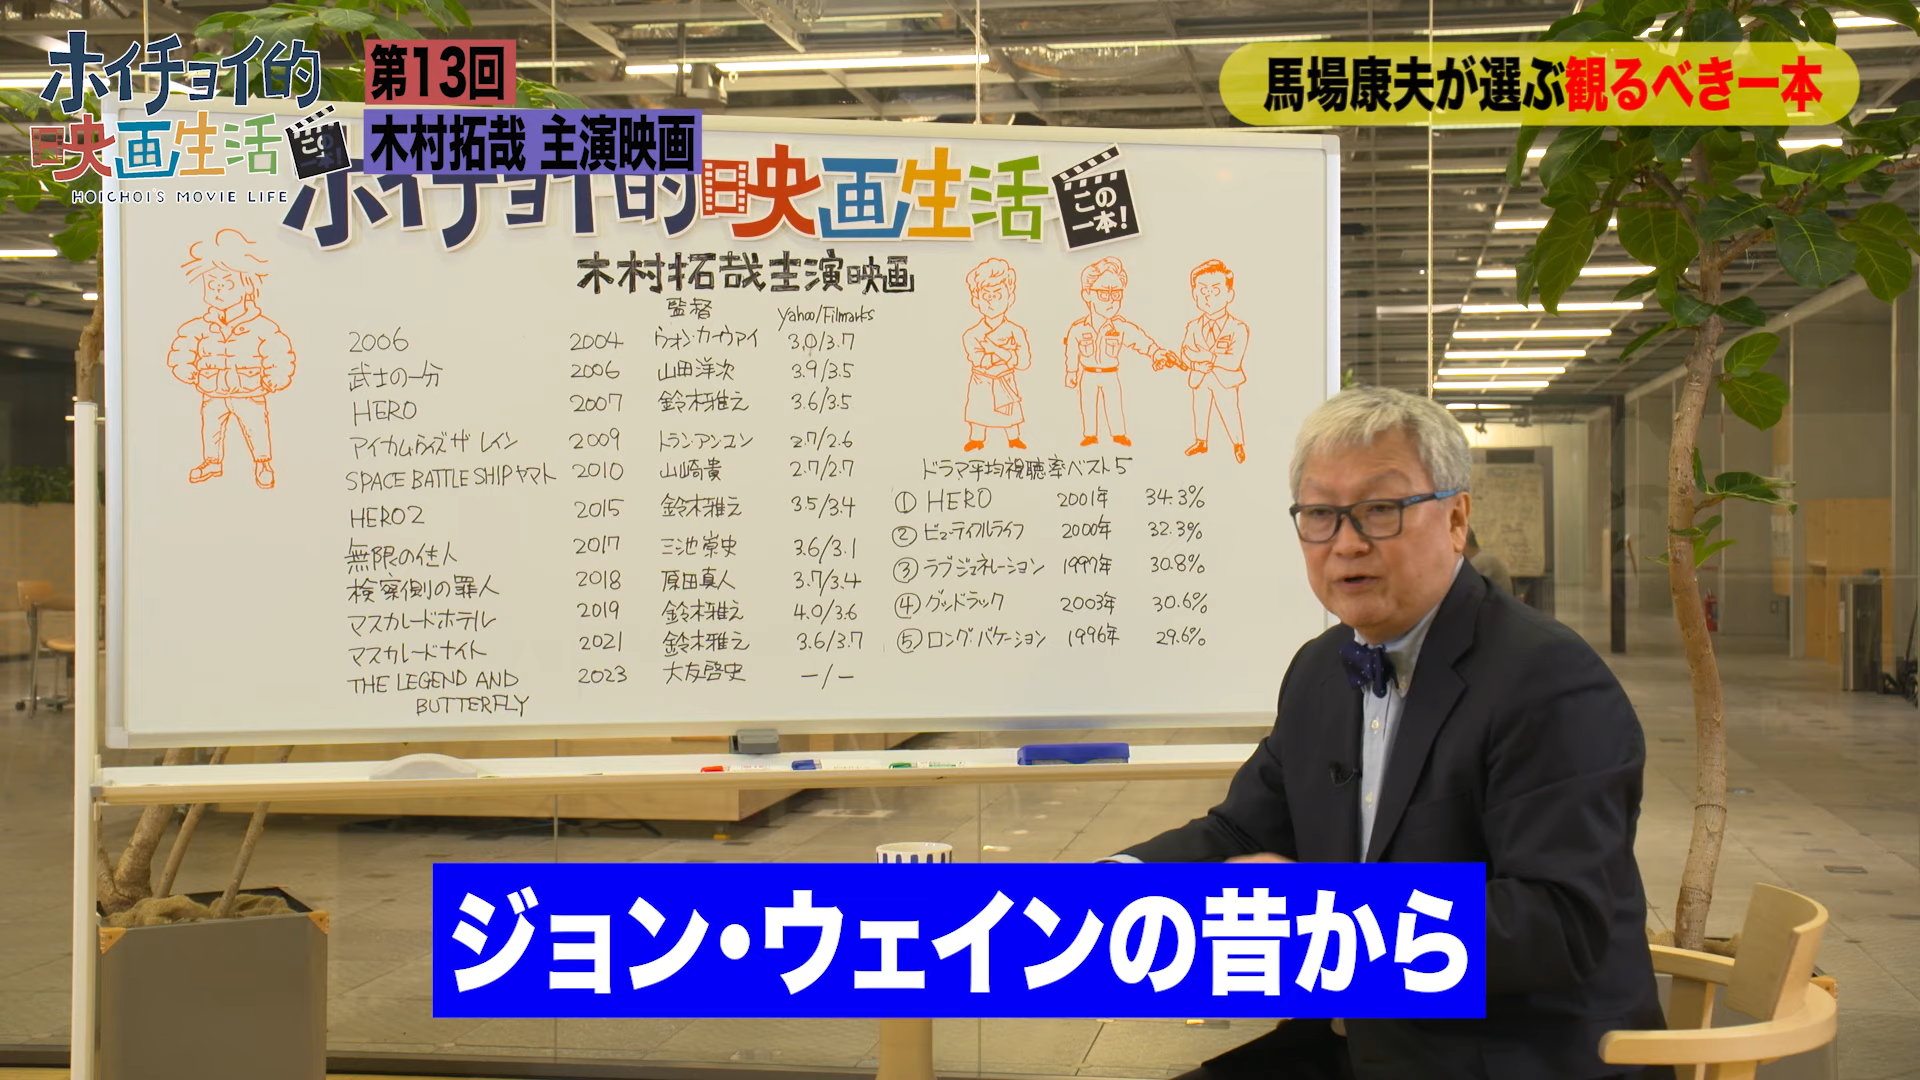 ホイチョイ的
映画生活
この一本!
HOICHOI'S MOVIE LIFE
第13回
木村拓哉 主演映画
馬場康夫が選ぶ観るべき一本
ホイチョイ的映画生活
この
一本!
木村拓哉主演映画
監督 Yahoo/Filmarks
2006 2004 ウォン・カーウァイ 3.0/3.7
武士の一分 2006 山田洋次 3.9/3.5
HERO 2007 鈴木雅之 3.6/3.5
アイカムウィズザレイン 2009 トラン・アンユン 2.7/2.6
SPACE BATTLE SHIP ヤマト 2010 山崎貴 2.7/2.7
HERO2 2015 鈴木雅之 3.5/3.4
無限の住人 2017 三池崇史 3.6/3.1
検察側の罪人 2018 原田真人 3.7/3.4
マスカレードホテル 2019 鈴木雅之 4.0/3.6
マスカレードナイト 2021 鈴木雅之 3.6/3.7
THE LEGEND AND 2023 大友啓史 -/-
BUTTERFLY
ドラマ平均視聴率ベスト5
① HERO 2001年 34.3%
② ビューティフルライフ 2000年 32.3%
③ ラブジェネレーション 1997年 30.8%
④ グッドラック 2003年 30.6%
⑤ ロング・バケーション 1996年 29.6%
ジョン・ウェインの昔から